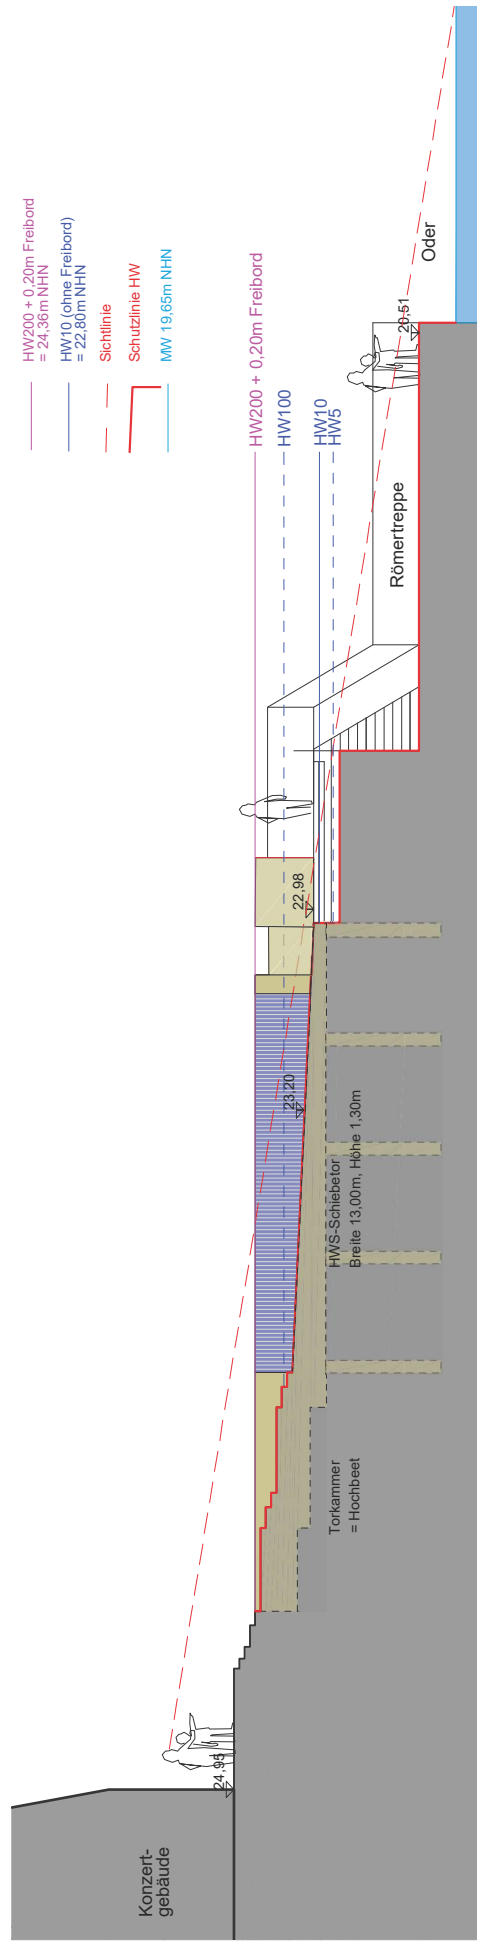 HW200 + 0,20m Freibord
= 24,36m NHN
HW10 (ohne Freibord)
= 22,80m NHN
Sichtlinie
Schutzlinie HW
MW 19,65m NHN
HW200 + 0,20m Freibord
HW100
HW10
HW5
Konzert-
gebäude
24,95
Torkammer
= Hochbeet
HWS-Schiebetor
Breite 13,00m, Höhe 1,30m
23,20
22,98
Römertreppe
20,51
Oder